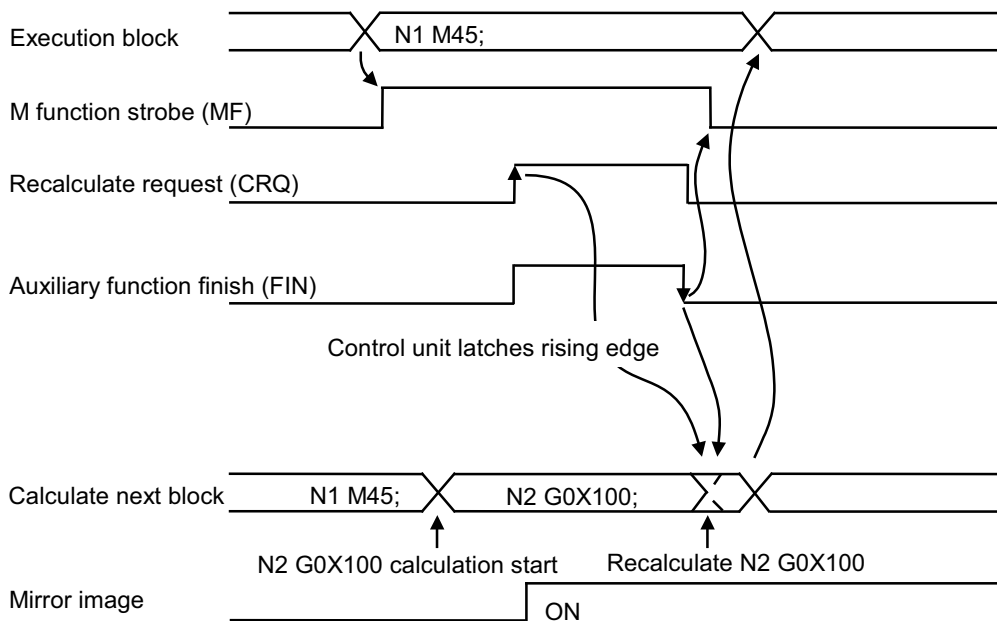 Execution block
N1 M45;
M function strobe (MF)
Recalculate request (CRQ)
Auxiliary function finish (FIN)
Control unit latches rising edge
Calculate next block
N1 M45;
N2 G0X100;
N2 G0X100 calculation start
Recalculate N2 G0X100
Mirror image
ON